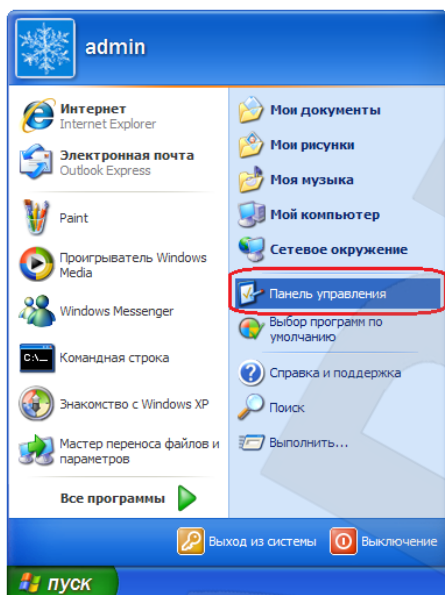 admin
Интернет
Internet Explorer
Электронная почта
Outlook Express
Paint
Проигрыватель Windows
Media
Windows Messenger
C:\_
Командная строка
Знакомство с Windows XP
Мастер переноса файлов и
параметров
Все программы
Мои документы
Мои рисунки
Моя музыка
Мой компьютер
Сетевое окружение
Панель управления
Выбор программ по
умолчанию
Справка и поддержка
Поиск
Выполнить...
Выход из системы
Выключение
пуск